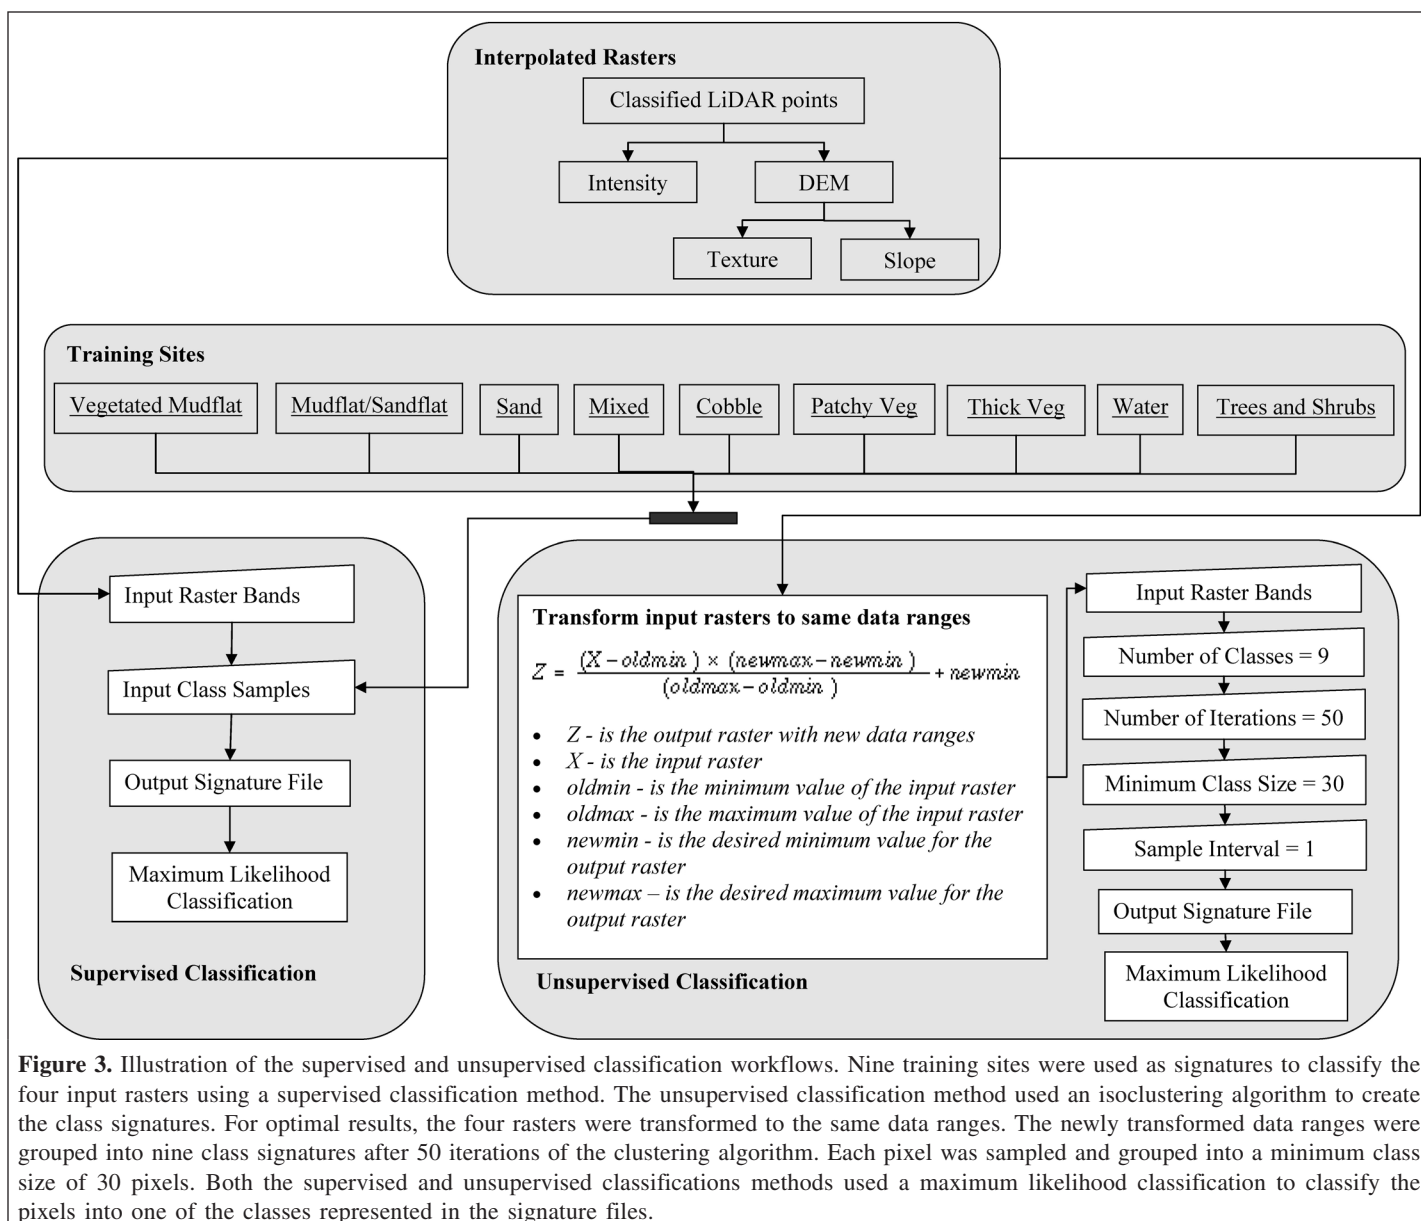 Interpolated Rasters
Classified LiDAR points
Intensity
DEM
Texture
Slope
Training Sites
Vegetated Mudflat
Mudflat/Sandflat
Sand
Mixed
Cobble
Patchy Veg
Thick Veg
Water
Trees and Shrubs
Input Raster Bands
Input Class Samples
Output Signature File
Maximum Likelihood
Classification
Supervised Classification
Transform input rasters to same data ranges
Z = (X - oldmin ) × (newmax - newmin ) / (oldmax - oldmin ) + newmin
• Z - is the output raster with new data ranges
• X - is the input raster
• oldmin - is the minimum value of the input raster
• oldmax - is the maximum value of the input raster
• newmin - is the desired minimum value for the
output raster
• newmax – is the desired maximum value for the
output raster
Unsupervised Classification
Input Raster Bands
Number of Classes = 9
Number of Iterations = 50
Minimum Class Size = 30
Sample Interval = 1
Output Signature File
Maximum Likelihood
Classification
Figure 3. Illustration of the supervised and unsupervised classification workflows. Nine training sites were used as signatures to classify the
four input rasters using a supervised classification method. The unsupervised classification method used an isoclustering algorithm to create
the class signatures. For optimal results, the four rasters were transformed to the same data ranges. The newly transformed data ranges were
grouped into nine class signatures after 50 iterations of the clustering algorithm. Each pixel was sampled and grouped into a minimum class
size of 30 pixels. Both the supervised and unsupervised classifications methods used a maximum likelihood classification to classify the
pixels into one of the classes represented in the signature files.